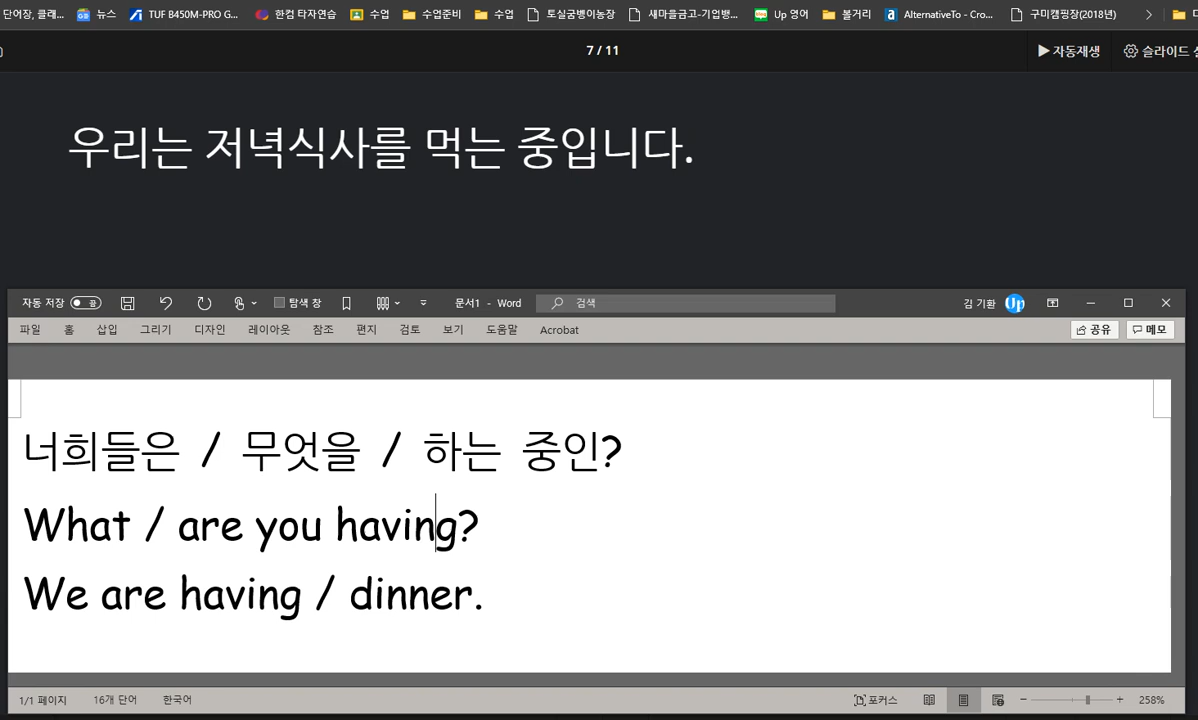 단어장, 클래... 뉴스 TUF B450M-PRO G... 한컴 타자연습 수업 수업준비 수업 토실굼벵이농장 새마을금고-기업뱅... Up 영어 볼거리 AlternativeTo - Cro... 구미캠핑장(2018년)
7 / 11 자동재생 슬라이드
우리는 저녁식사를 먹는 중입니다.
자동 저장 끔 탐색 창 문서1 - Word 검색 김 기환 Up
파일 홈 삽입 그리기 디자인 레이아웃 참조 편지 검토 보기 도움말 Acrobat 공유 메모
너희들은 / 무엇을 / 하는 중인?
What / are you having?
We are having / dinner.
1/1 페이지 16개 단어 한국어 포커스 258%